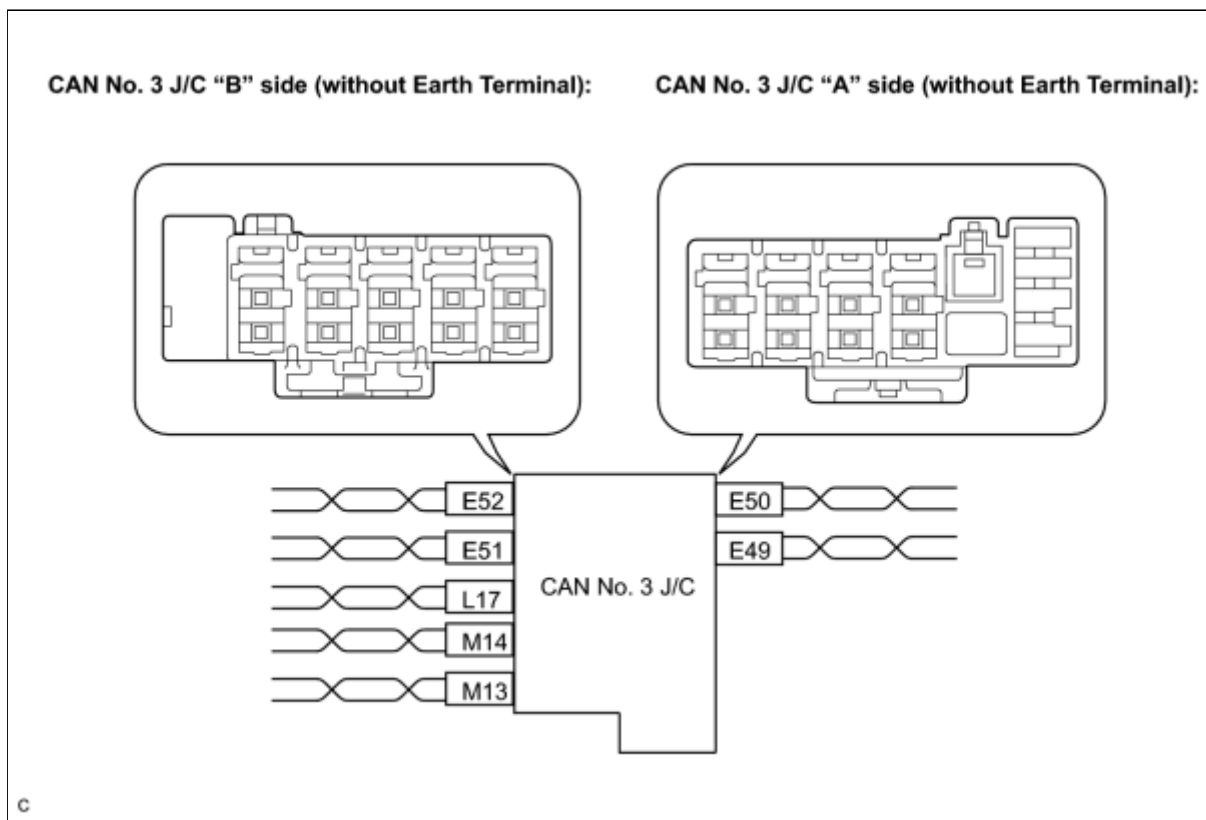 CAN No. 3 J/C “B” side (without Earth Terminal):
CAN No. 3 J/C “A” side (without Earth Terminal):
E52
E50
E51
E49
CAN No. 3 J/C
L17
M14
M13
C